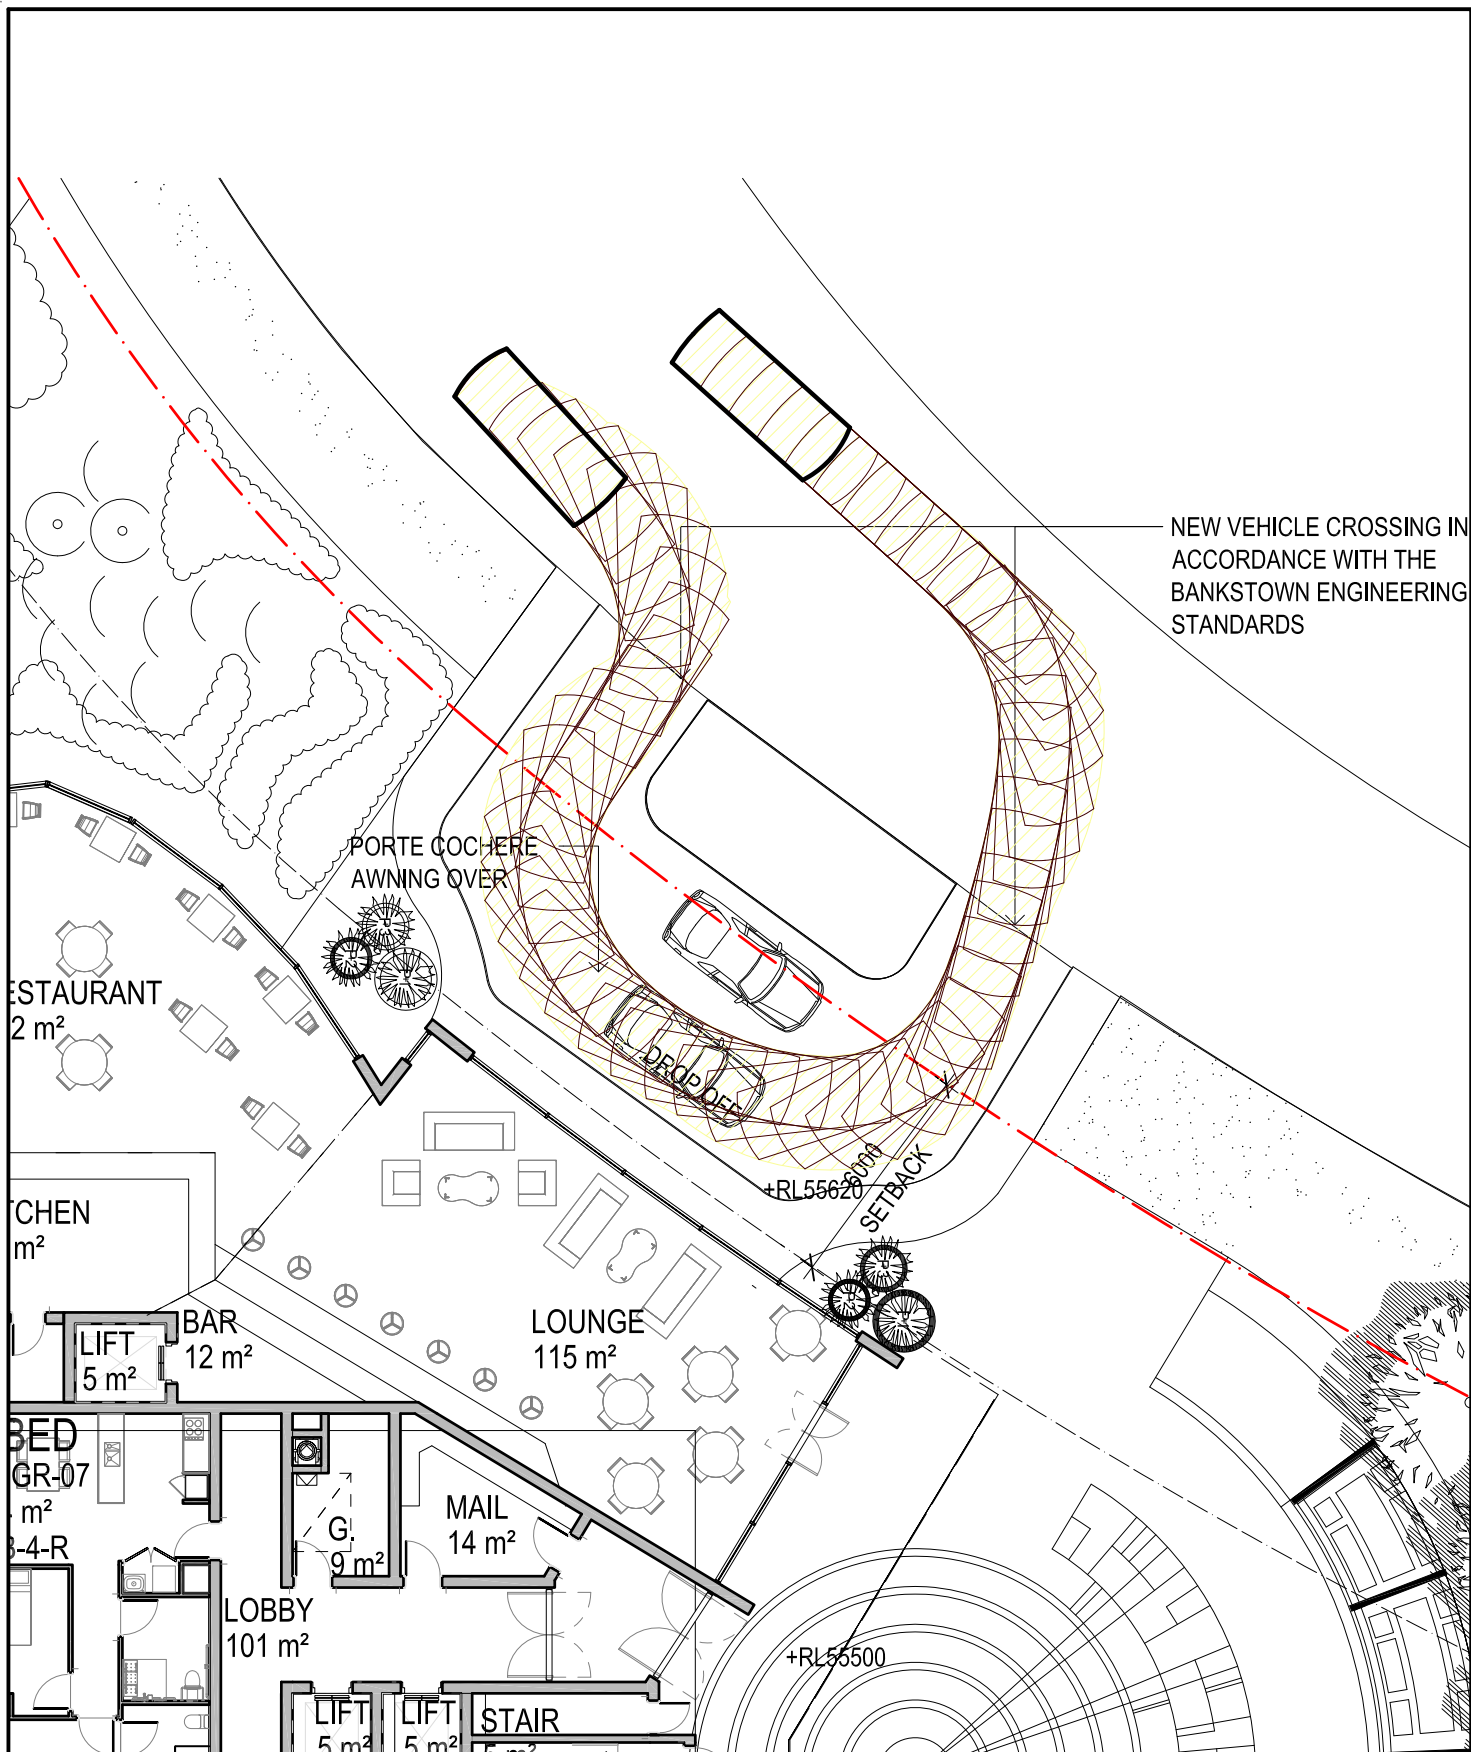 NEW VEHICLE CROSSING IN
ACCORDANCE WITH THE
BANKSTOWN ENGINEERING
STANDARDS
PORTE COCHERE
AWNING OVER
DROP OFF
6000
SETBACK
+RL55620
ESTAURANT
2 m²
TCHEN
m²
BAR
12 m²
LIFT
5 m²
LOUNGE
115 m²
BED
GR-07
m²
3-4-R
G.
9 m²
MAIL
14 m²
LOBBY
101 m²
+RL55500
LIFT
5 m²
LIFT
5 m²
STAIR